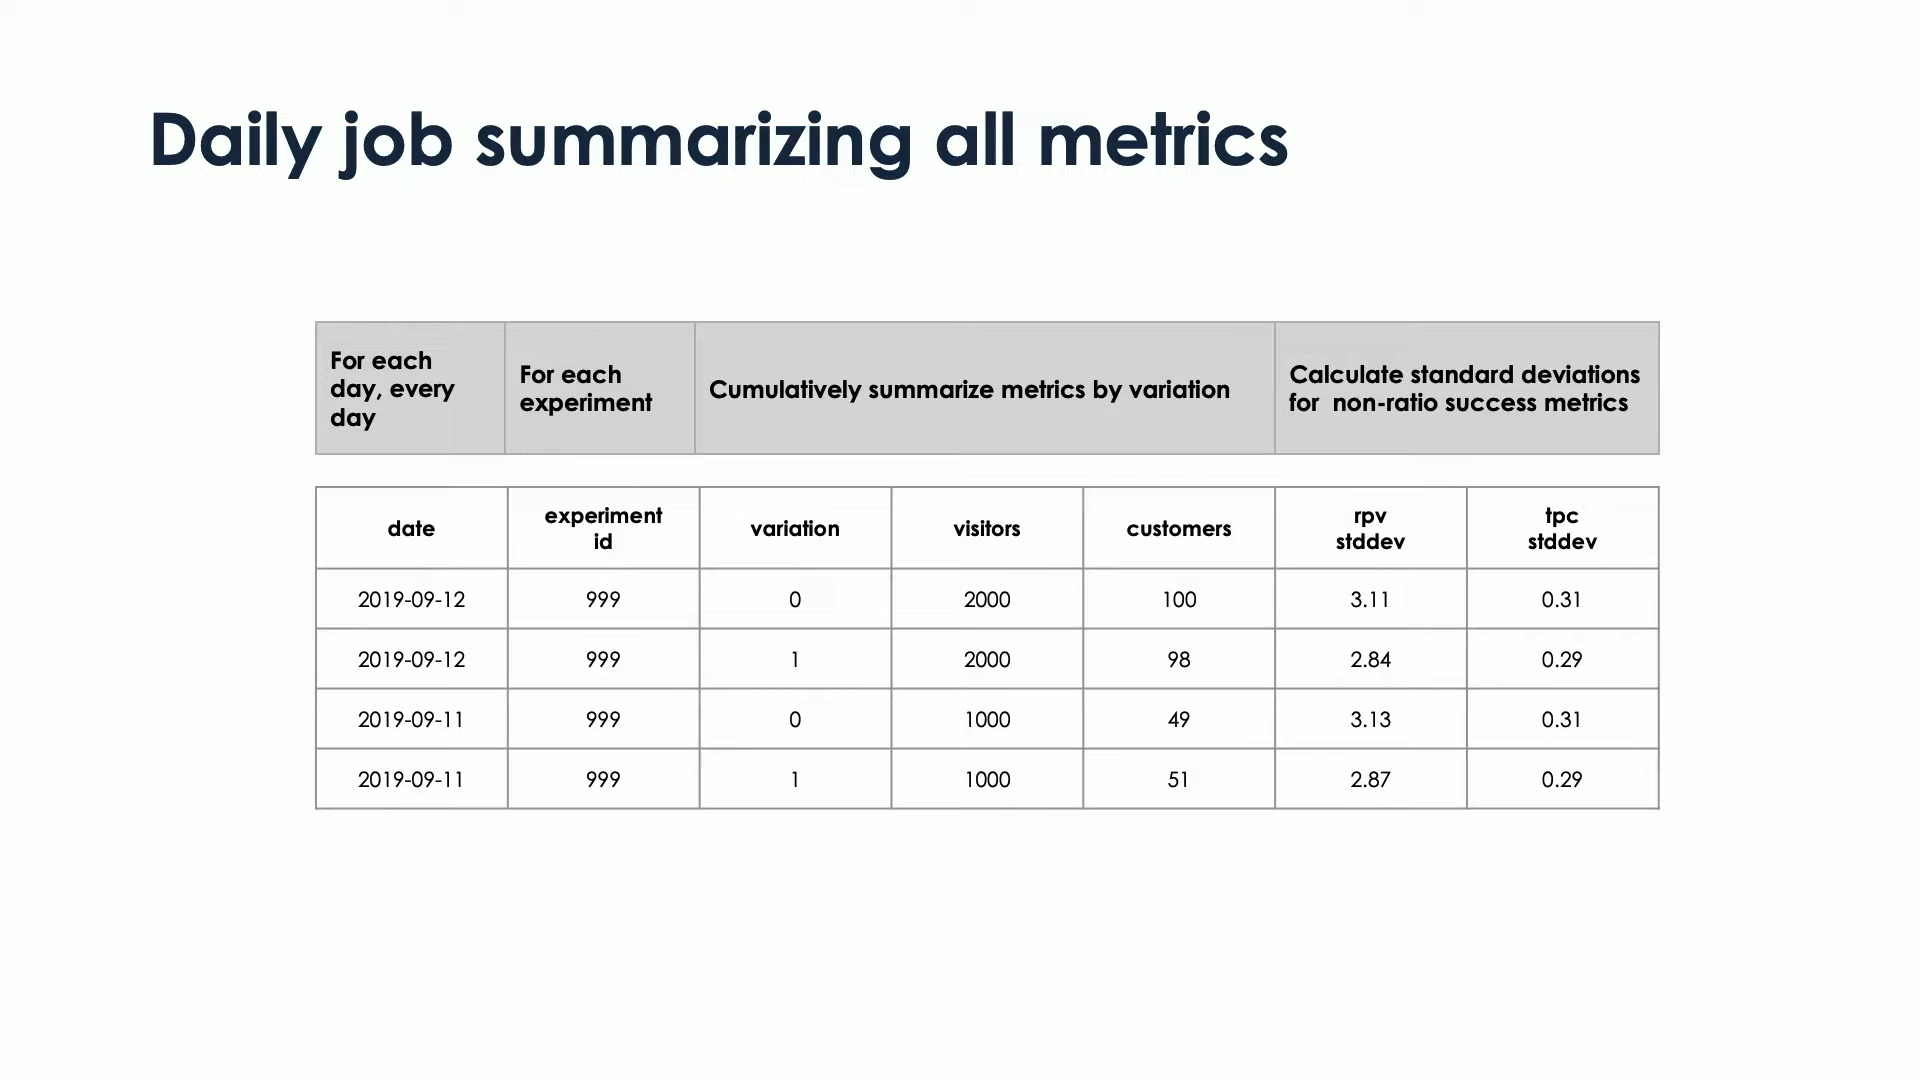 Daily job summarizing all metrics
For each
day, every
day
For each
experiment
Cumulatively summarize metrics by variation
Calculate standard deviations
for non-ratio success metrics
date experiment id variation visitors customers rpv stddev tpc stddev
2019-09-12 999 0 2000 100 3.11 0.31
2019-09-12 999 1 2000 98 2.84 0.29
2019-09-11 999 0 1000 49 3.13 0.31
2019-09-11 999 1 1000 51 2.87 0.29